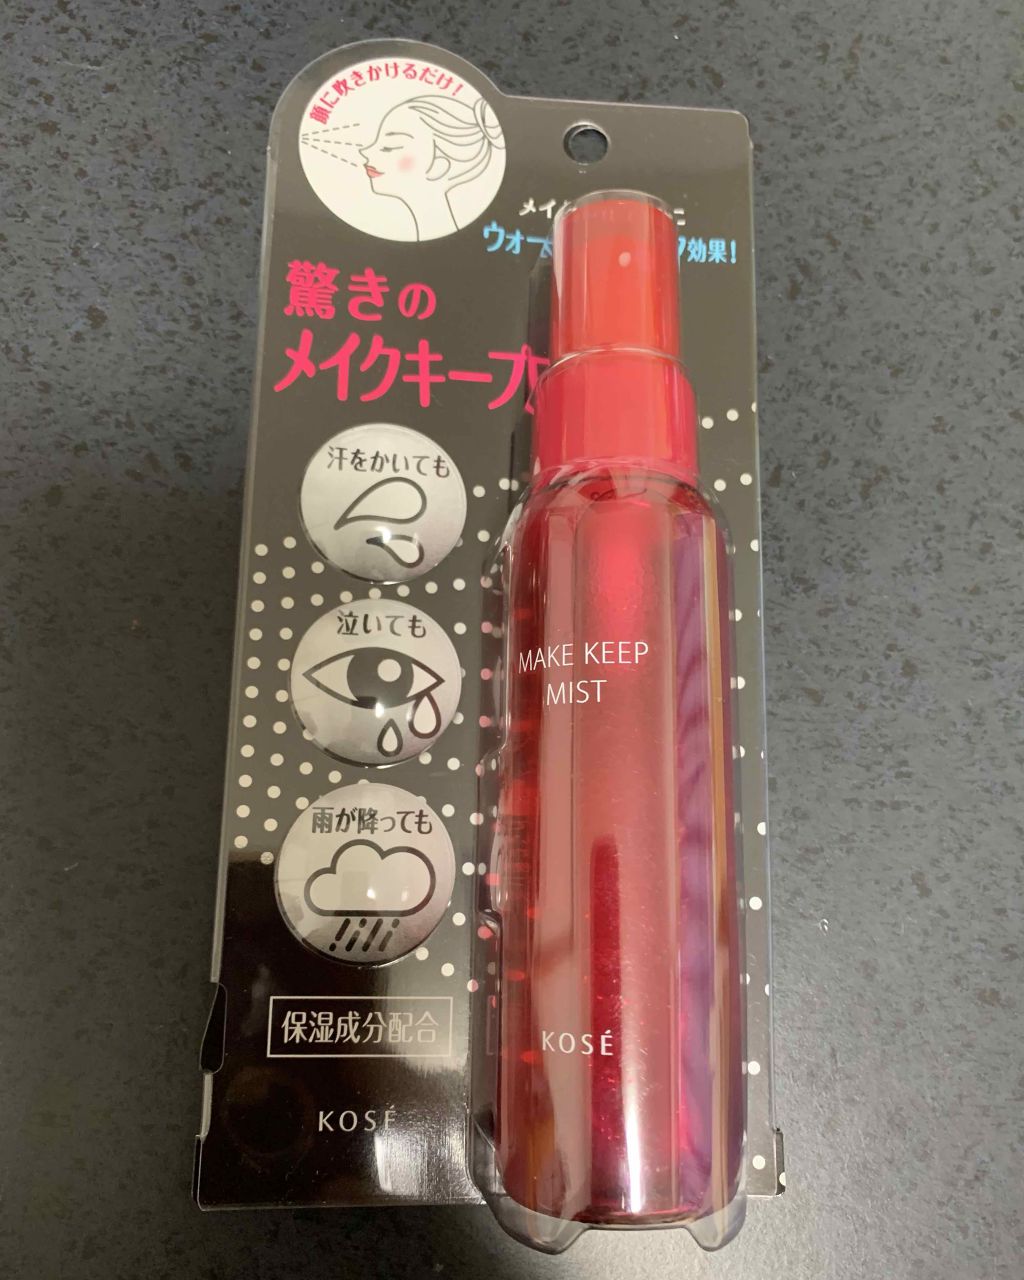 顔に吹きかけるだけ!
メイ に
ウォー 効果!
驚きの
メイクキープ
汗をかいても
泣いても
雨が降っても
MAKE KEEP
MIST
保湿成分配合
KOSÉ
KOSÉ